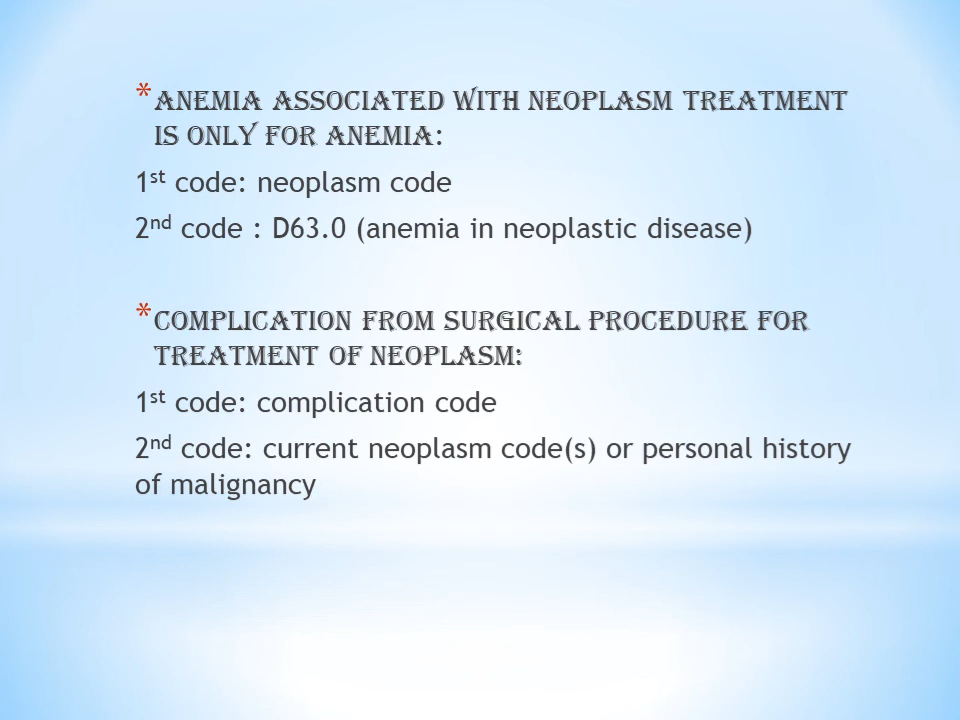 * ANEMIA ASSOCIATED WITH NEOPLASM TREATMENT
IS ONLY FOR ANEMIA:
1st code: neoplasm code
2nd code : D63.0 (anemia in neoplastic disease)
* COMPLICATION FROM SURGICAL PROCEDURE FOR
TREATMENT OF NEOPLASM:
1st code: complication code
2nd code: current neoplasm code(s) or personal history
of malignancy